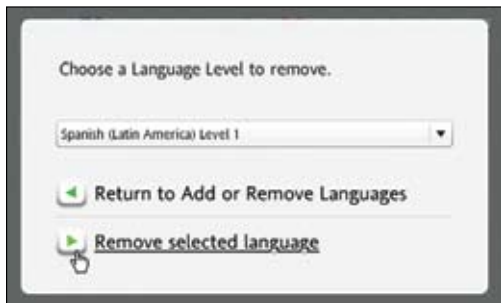 Choose a Language Level to remove.
Spanish (Latin America) Level 1
Return to Add or Remove Languages
Remove selected language